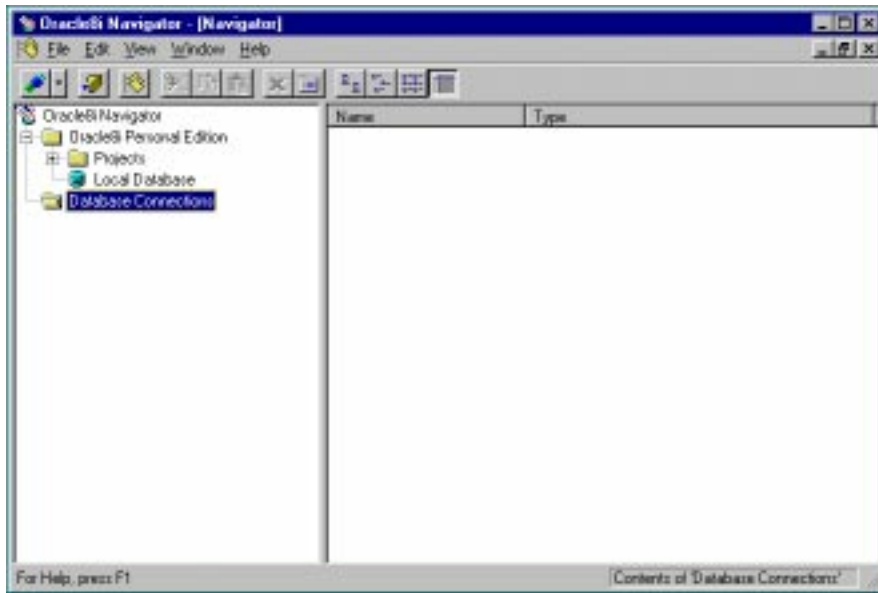 Oracle8i Navigator - [Navigator]
File Edit View Window Help
Name Type
Oracle8i Navigator
Oracle8i Personal Edition
Projects
Local Database
Database Connections
For Help, press F1
Contents of 'Database Connections'